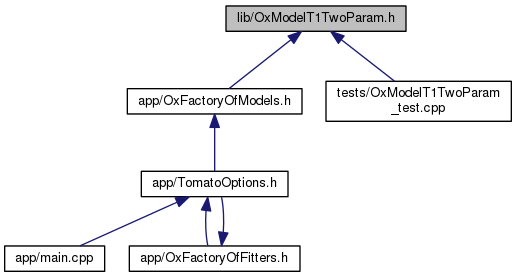 lib/OxModelT1TwoParam.h
app/OxFactoryOfModels.h
tests/OxModelT1TwoParam
_test.cpp
app/TomatoOptions.h
app/main.cpp
app/OxFactoryOfFitters.h